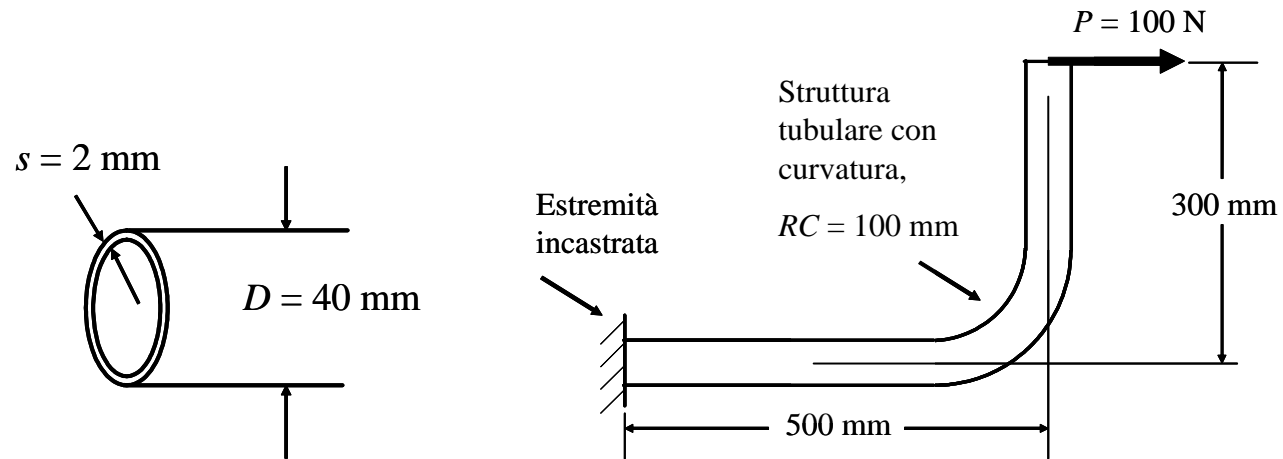 P = 100 N
Struttura
tubulare con
curvatura,
RC = 100 mm
s = 2 mm
Estremità
incastrata
300 mm
D = 40 mm
500 mm